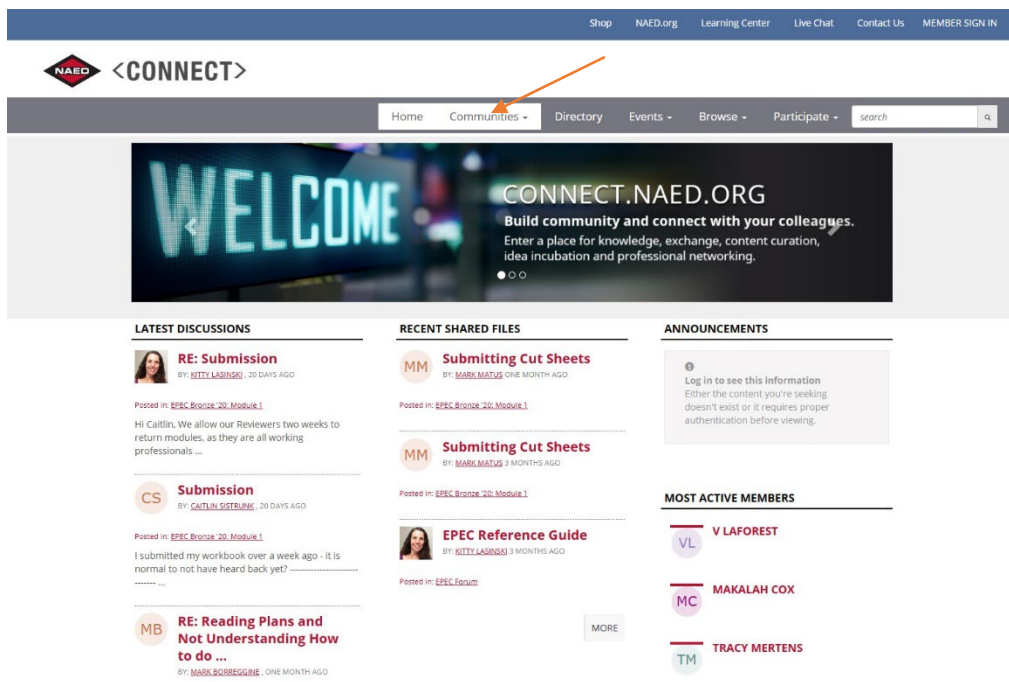 Shop NAED.org Learning Center Live Chat Contact Us MEMBER SIGN IN
NAED <CONNECT>
Home Communities Directory Events Browse Participate search
WELCOME
CONNECT.NAED.ORG
Build community and connect with your colleagues.
Enter a place for knowledge, exchange, content curation,
idea incubation and professional networking.
LATEST DISCUSSIONS
RE: Submission
BY: KITTY LASINSKI , 20 DAYS AGO
Posted in: EPEC Bronze '20: Module 1
Hi Caitlin, We allow our Reviewers two weeks to
return modules, as they are all working
professionals ...
CS
Submission
BY: CAITLIN SISTRUNK , 20 DAYS AGO
Posted in: EPEC Bronze '20: Module 1
I submitted my workbook over a week ago - it is
normal to not have heard back yet? -----------------------
------- ...
MB
RE: Reading Plans and
Not Understanding How
to do ...
BY: MARK BORREGGINE , ONE MONTH AGO
RECENT SHARED FILES
MM
Submitting Cut Sheets
BY: MARK MATUS ONE MONTH AGO
Posted in: EPEC Bronze '20: Module 1
MM
Submitting Cut Sheets
BY: MARK MATUS 3 MONTHS AGO
Posted in: EPEC Bronze '20: Module 1
EPEC Reference Guide
BY: KITTY LASINSKI 3 MONTHS AGO
Posted in: EPEC Forum
MORE
ANNOUNCEMENTS
Log in to see this information
Either the content you're seeking
doesn't exist or it requires proper
authentication before viewing.
MOST ACTIVE MEMBERS
VL
V LAFOREST
MC
MAKALAH COX
TM
TRACY MERTENS